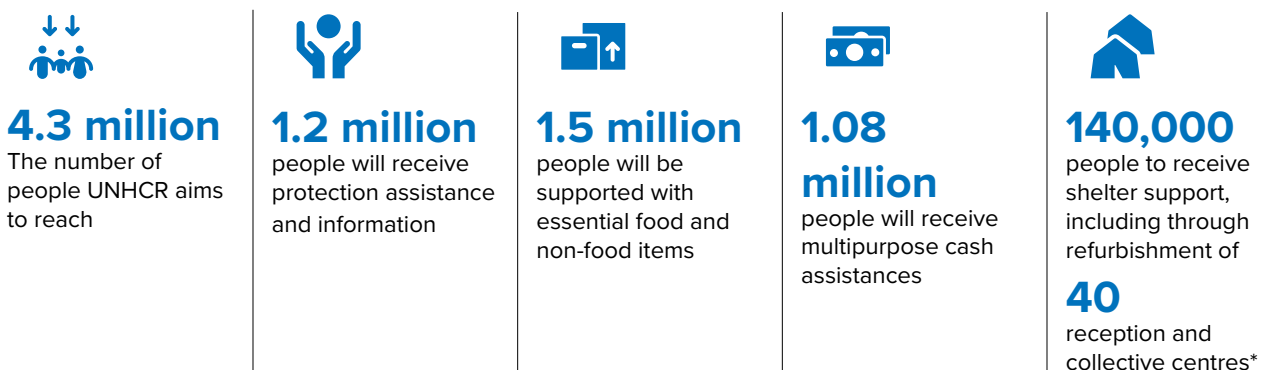 4.3 million
The number of
people UNHCR aims
to reach
1.2 million
people will receive
protection assistance
and information
1.5 million
people will be
supported with
essential food and
non-food items
1.08
million
people will receive
multipurpose cash
assistances
140,000
people to receive
shelter support,
including through
refurbishment of
40
reception and
collective centres*